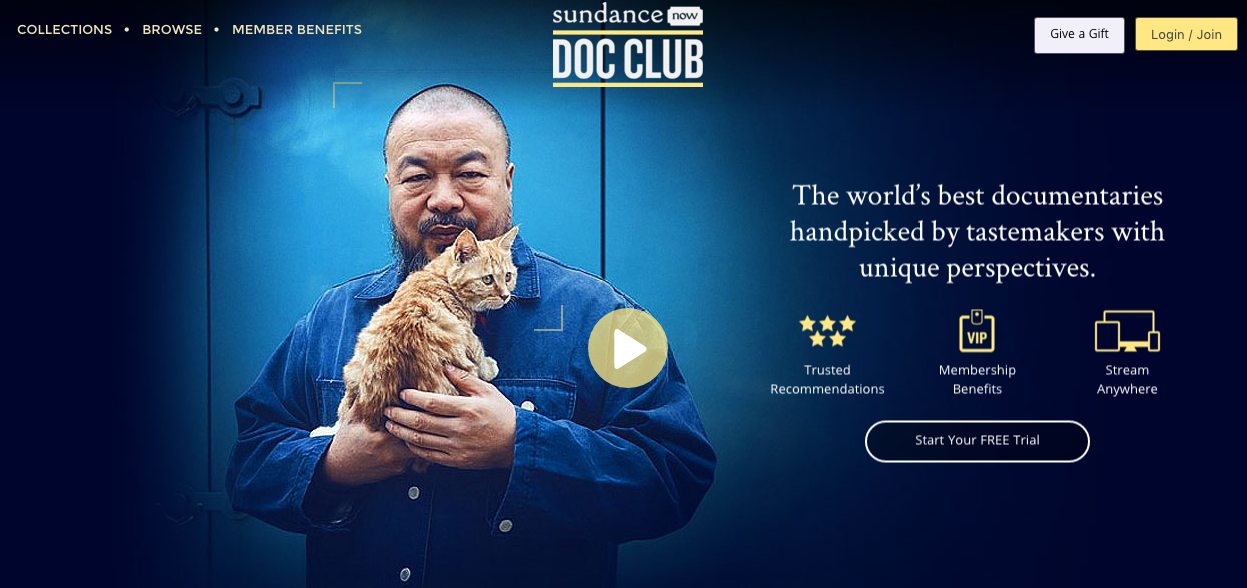 COLLECTIONS • BROWSE • MEMBER BENEFITS
sundance now
DOC CLUB
Give a Gift
Login / Join
The world’s best documentaries
handpicked by tastemakers with
unique perspectives.
Trusted
Recommendations
VIP
Membership
Benefits
Stream
Anywhere
Start Your FREE Trial